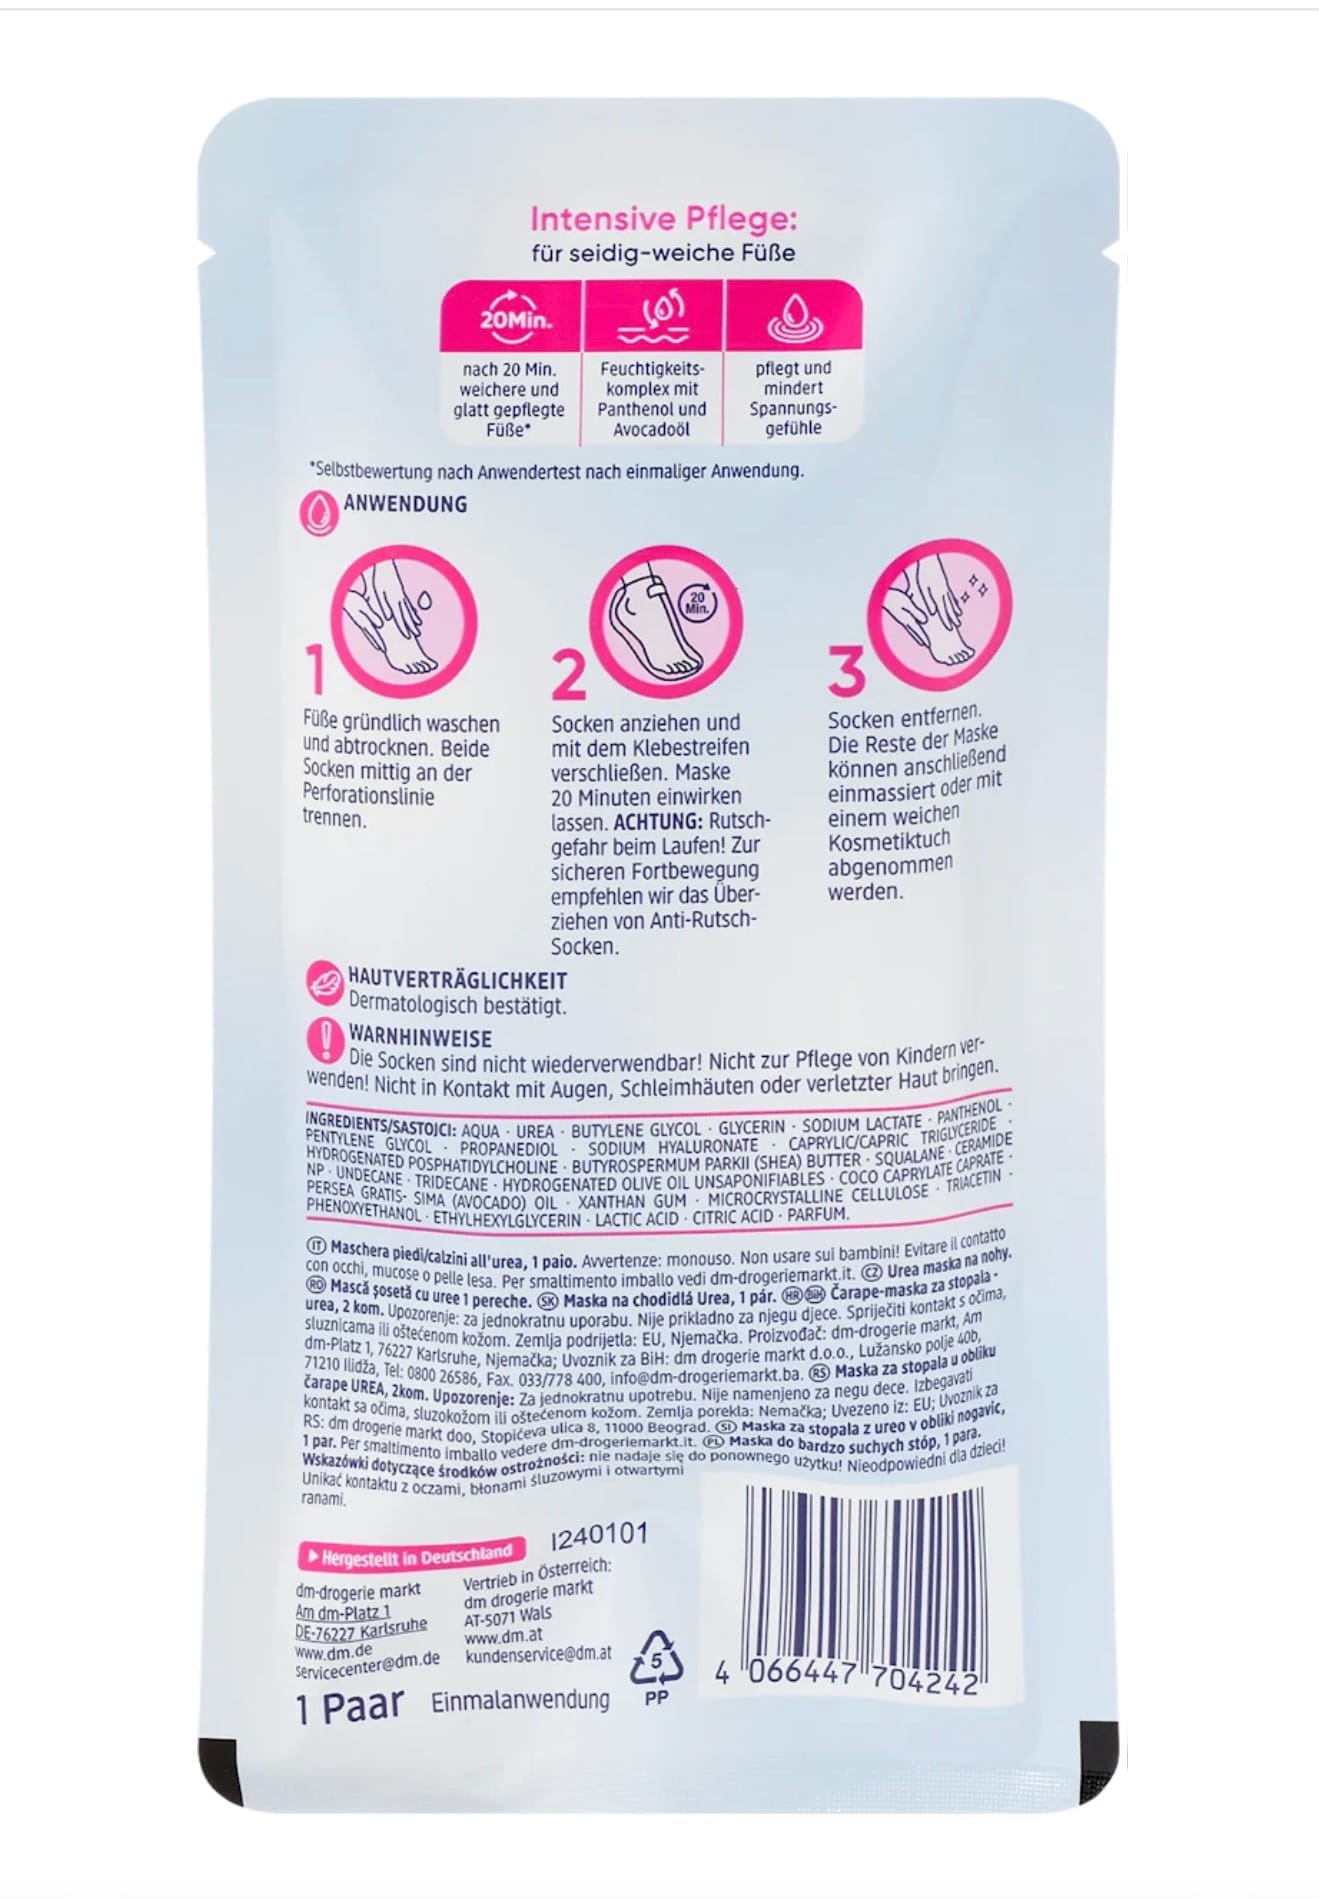 Intensive Pflege:
für seidig-weiche Füße
20Min.
nach 20 Min.
weichere und
glatt gepflegte
Füße*
Feuchtigkeits-
komplex mit
Panthenol und
Avocadoöl
pflegt und
mindert
Spannungs-
gefühle
*Selbstbewertung nach Anwendertest nach einmaliger Anwendung.
ANWENDUNG
1
Füße gründlich waschen
und abtrocknen. Beide
Socken mittig an der
Perforationslinie
trennen.
20
Min.
2
Socken anziehen und
mit dem Klebestreifen
verschließen. Maske
20 Minuten einwirken
lassen. ACHTUNG: Rutsch-
gefahr beim Laufen! Zur
sicheren Fortbewegung
empfehlen wir das Über-
ziehen von Anti-Rutsch-
Socken.
3
Socken entfernen.
Die Reste der Maske
können anschließend
einmassiert oder mit
einem weichen
Kosmetiktuch
abgenommen
werden.
HAUTVERTRÄGLICHKEIT
Dermatologisch bestätigt.
WARNHINWEISE
Die Socken sind nicht wiederverwendbar! Nicht zur Pflege von Kindern ver-
wenden! Nicht in Kontakt mit Augen, Schleimhäuten oder verletzter Haut bringen.
INGREDIENTS/SASTOJCI: AQUA · UREA · BUTYLENE GLYCOL · GLYCERIN · SODIUM LACTATE · PANTHENOL ·
PENTYLENE GLYCOL · PROPANEDIOL · SODIUM HYALURONATE · CAPRYLIC/CAPRIC TRIGLYCERIDE ·
HYDROGENATED POSPHATIDYLCHOLINE · BUTYROSPERMUM PARKII (SHEA) BUTTER · SQUALANE · CERAMIDE
NP · UNDECANE · TRIDECANE · HYDROGENATED OLIVE OIL UNSAPONIFIABLES · COCO CAPRYLATE CAPRATE ·
PERSEA GRATIS- SIMA (AVOCADO) OIL · XANTHAN GUM · MICROCRYSTALLINE CELLULOSE · TRIACETIN ·
PHENOXYETHANOL · ETHYLHEXYLGLYCERIN · LACTIC ACID · CITRIC ACID · PARFUM.
IT Maschera piedi/calzini all'urea, 1 paio. Avvertenze: monouso. Non usare sui bambini! Evitare il contatto
con occhi, mucose o pelle lesa. Per smaltimento imballo vedi dm-drogeriemarkt.it. CZ Urea maska na nohy.
RO Mască șosetă cu uree 1 pereche. SK Maska na chodidlá Urea, 1 pár. HR BiH Čarape-maska za stopala -
urea, 2 kom. Upozorenje: za jednokratnu uporabu. Nije prikladno za njegu djece. Spriječiti kontakt s očima,
sluznicama ili oštećenom kožom. Zemlja podrijetla: EU, Njemačka. Proizvođač: dm-drogerie markt, Am
dm-Platz 1, 76227 Karlsruhe, Njemačka; Uvoznik za BiH: dm drogerie markt d.o.o., Lužansko polje 40b,
71210 Ilidža, Tel: 0800 26586, Fax. 033/778 400, info@dm-drogeriemarkt.ba. RS Maska za stopala u obliku
čarape UREA, 2kom. Upozorenje: Za jednokratnu upotrebu. Nije namenjeno za negu dece. Izbegavati
kontakt sa očima, sluzokožom ili oštećenom kožom. Zemlja porekla: Nemačka; Uvezeno iz: EU; Uvoznik za
RS: dm drogerie markt doo, Stopićeva ulica 8, 11000 Beograd. SI Maska za stopala z ureo v obliki nogavic,
1 par. Per smaltimento imballo vedere dm-drogeriemarkt.it. PL Maska do bardzo suchych stóp, 1 para.
Wskazówki dotyczące środków ostrożności: nie nadaje się do ponownego użytku! Nieodpowiedni dla dzieci!
Unikać kontaktu z oczami, błonami śluzowymi i otwartymi
ranami.
Hergestellt in Deutschland
I240101
dm-drogerie markt
Am dm-Platz 1
DE-76227 Karlsruhe
www.dm.de
servicecenter@dm.de
Vertrieb in Österreich:
dm drogerie markt
AT-5071 Wals
www.dm.at
kundenservice@dm.at
5
PP
4 066447 704242
1 Paar Einmalanwendung